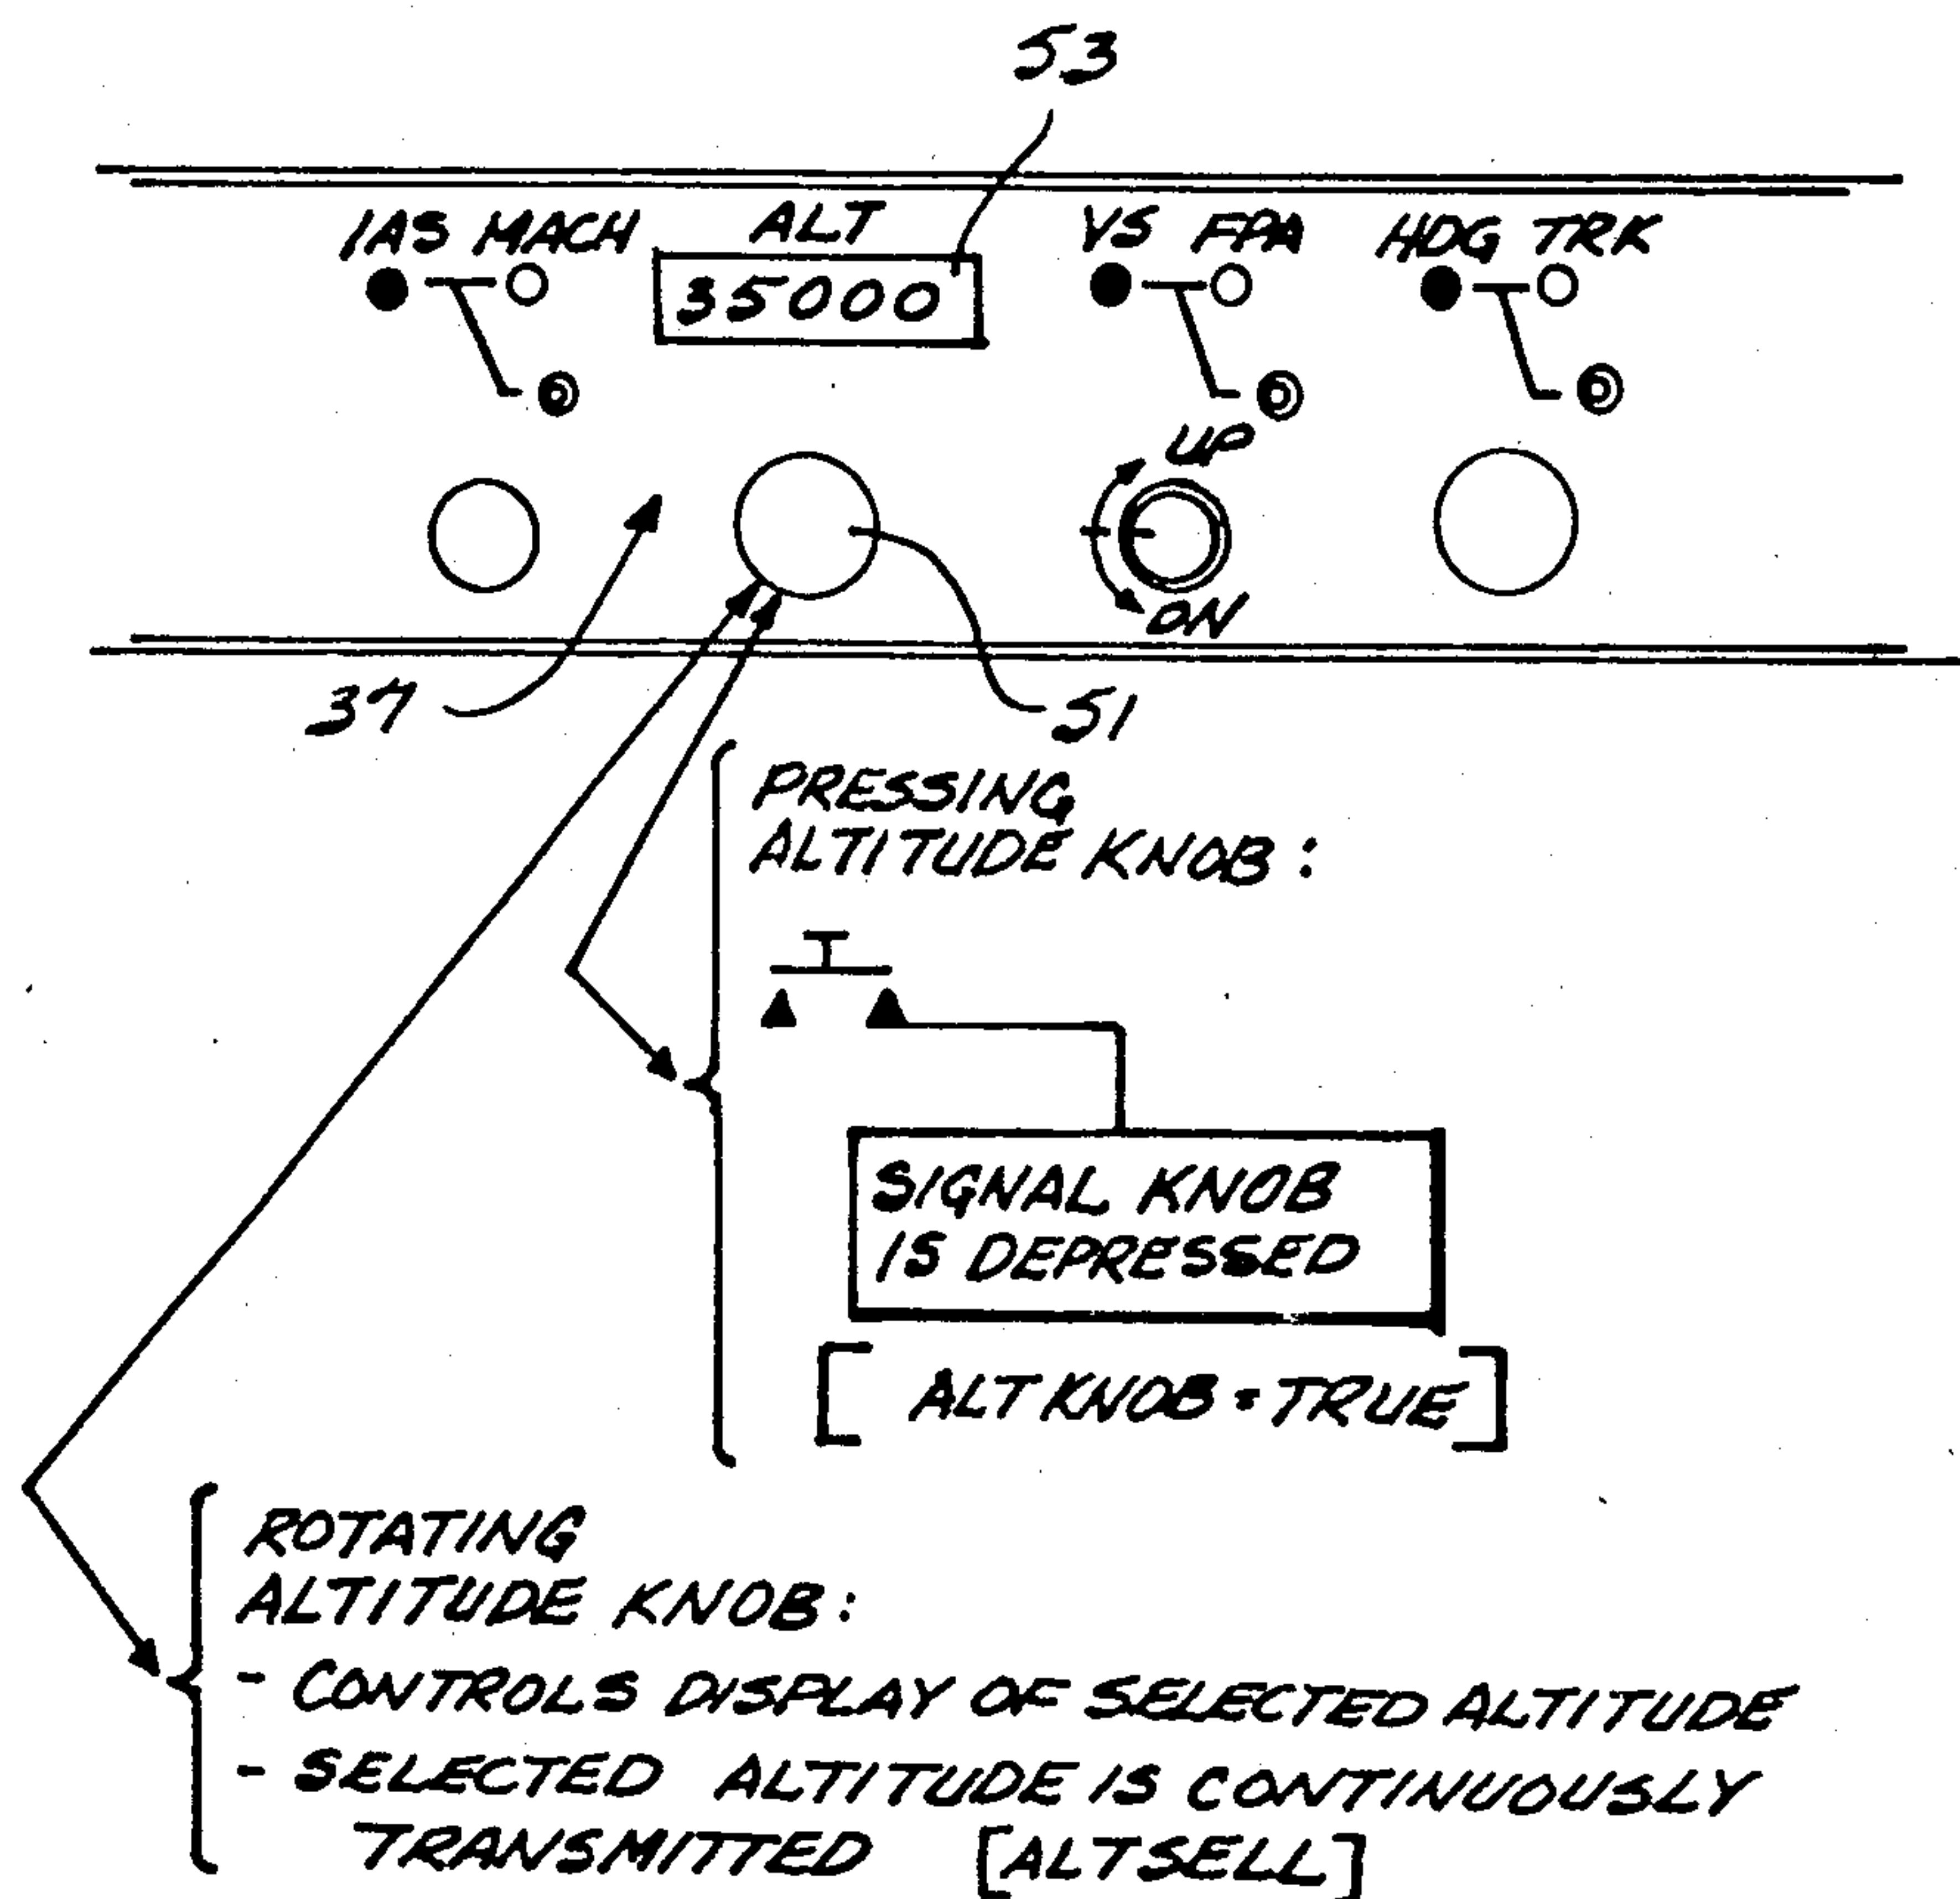 53
IAS MACH ALT VS FPA HDG TRK
35000
UP
DN
37 51
PRESSING
ALTITUDE KNOB:
SIGNAL KNOB
IS DEPRESSED
[ALT KNOB = TRUE]
ROTATING
ALTITUDE KNOB:
- CONTROLS DISPLAY OF SELECTED ALTITUDE
- SELECTED ALTITUDE IS CONTINUOUSLY
TRANSMITTED [ALTSELL]